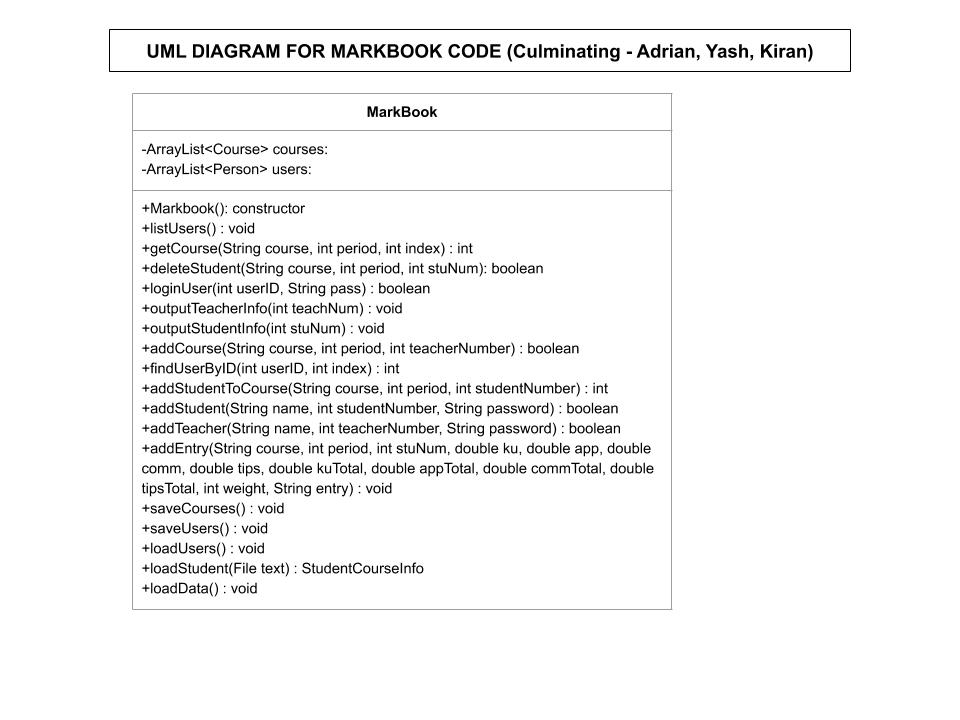 UML DIAGRAM FOR MARKBOOK CODE (Culminating - Adrian, Yash, Kiran)
MarkBook
-ArrayList<Course> courses:
-ArrayList<Person> users:
+Markbook(): constructor
+listUsers() : void
+getCourse(String course, int period, int index) : int
+deleteStudent(String course, int period, int stuNum): boolean
+loginUser(int userID, String pass) : boolean
+outputTeacherInfo(int teachNum) : void
+outputStudentInfo(int stuNum) : void
+addCourse(String course, int period, int teacherNumber) : boolean
+findUserByID(int userID, int index) : int
+addStudentToCourse(String course, int period, int studentNumber) : int
+addStudent(String name, int studentNumber, String password) : boolean
+addTeacher(String name, int teacherNumber, String password) : boolean
+addEntry(String course, int period, int stuNum, double ku, double app, double
comm, double tips, double kuTotal, double appTotal, double commTotal, double
tipsTotal, int weight, String entry) : void
+saveCourses() : void
+saveUsers() : void
+loadUsers() : void
+loadStudent(File text) : StudentCourseInfo
+loadData() : void